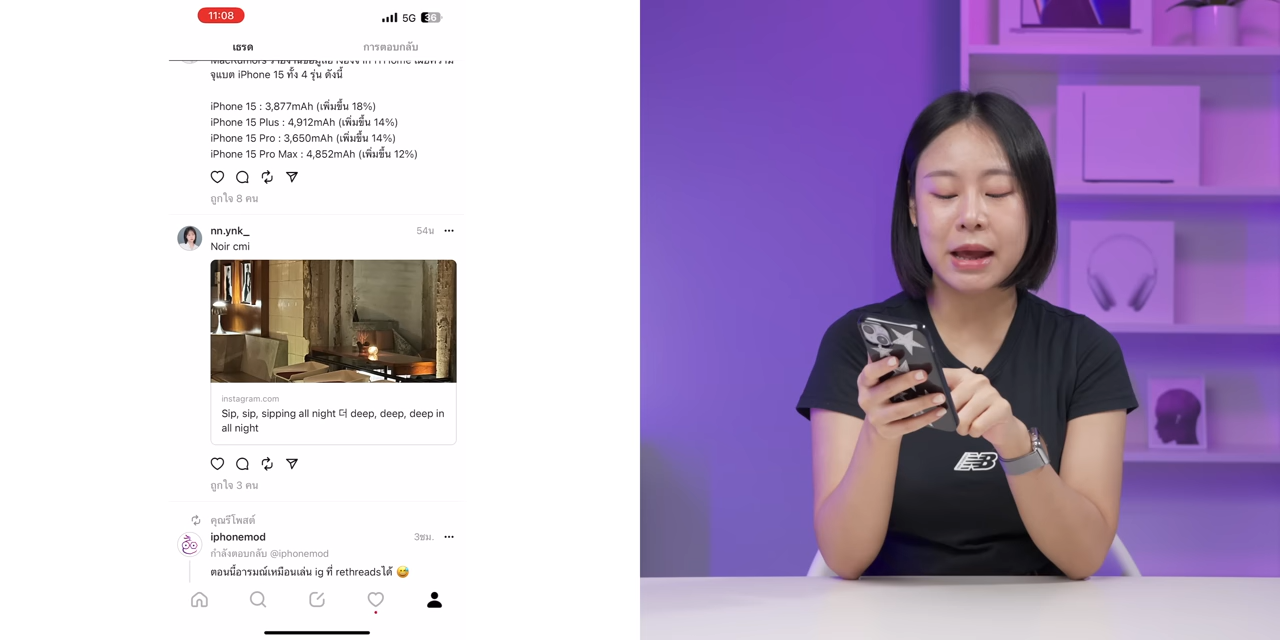 11:08
5G 36
เธรด
การตอบกลับ
จุแบต iPhone 15 ทั้ง 4 รุ่น ดังนี้
iPhone 15 : 3,877mAh (เพิ่มขึ้น 18%)
iPhone 15 Plus : 4,912mAh (เพิ่มขึ้น 14%)
iPhone 15 Pro : 3,650mAh (เพิ่มขึ้น 14%)
iPhone 15 Pro Max : 4,852mAh (เพิ่มขึ้น 12%)
ถูกใจ 8 คน
nn.ynk_
54น
Noir cmi
instagram.com
Sip, sip, sipping all night 더 deep, deep, deep in
all night
ถูกใจ 3 คน
คุณรีโพสต์
iphonemod
3ชม.
กำลังตอบกลับ @iphonemod
ตอนนี้อารมณ์เหมือนเล่น ig ที่ rethreadsได้ 😅
NB